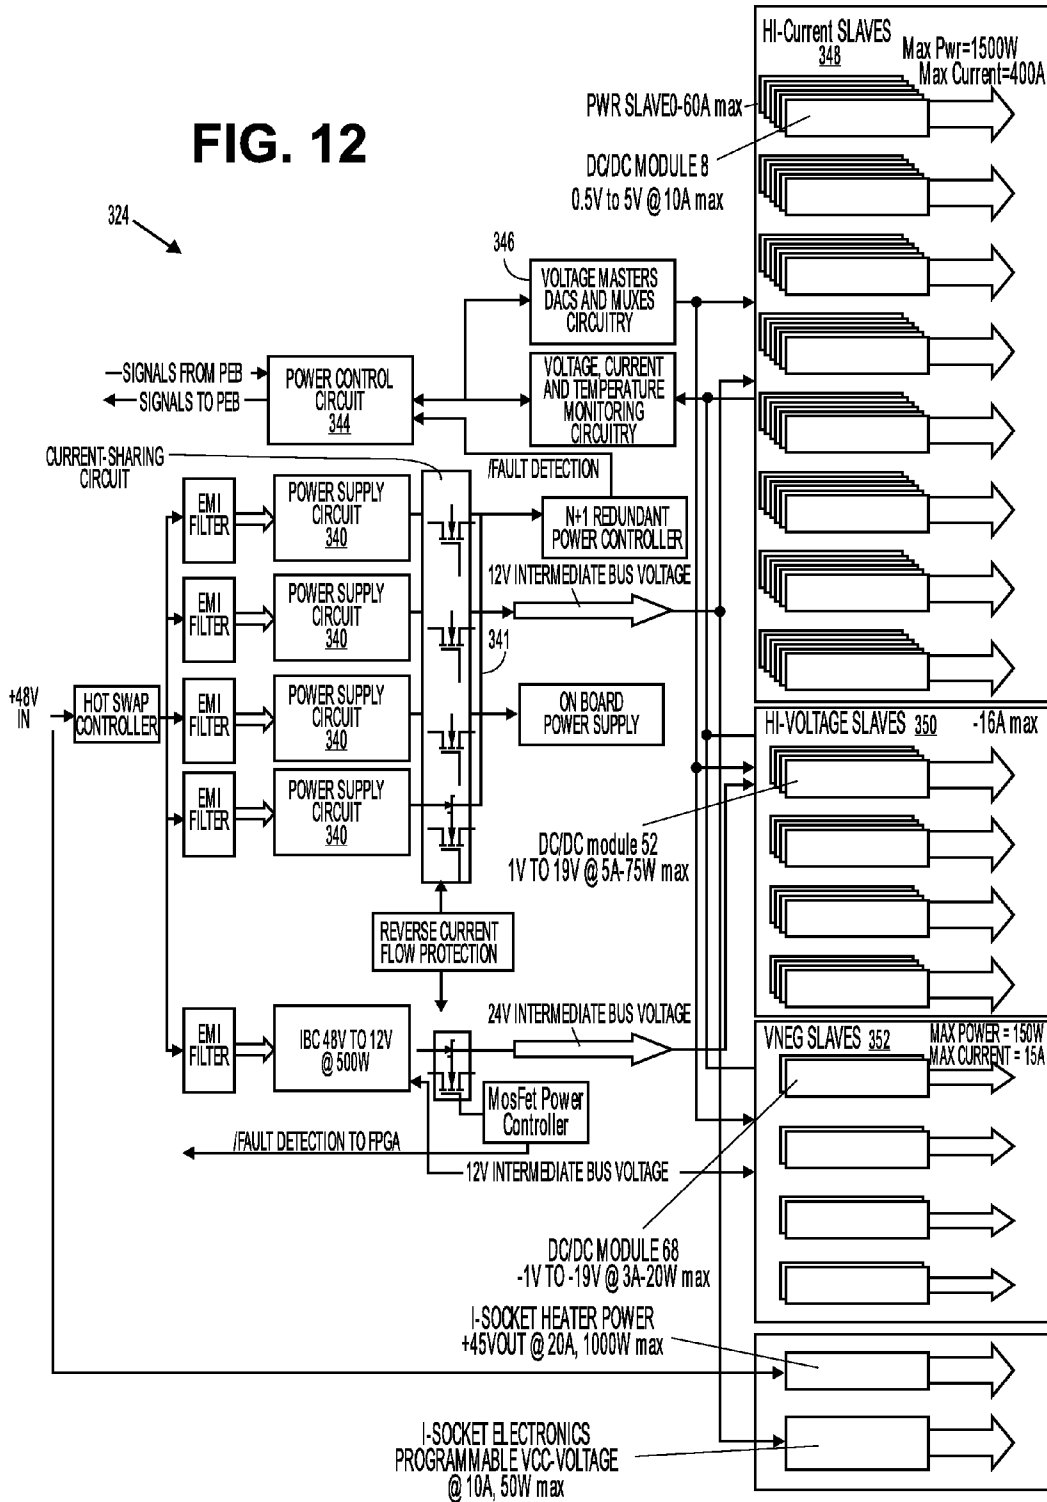 HI-Current SLAVES
348
Max Pwr=1500W
Max Current=400A
PWR SLAVE0-60A max
FIG. 12
DC/DC MODULE 8
0.5V to 5V @ 10A max
324
346
VOLTAGE MASTERS
DACS AND MUXES
CIRCUITRY
SIGNALS FROM PEB
SIGNALS TO PEB
POWER CONTROL
CIRCUIT
344
VOLTAGE, CURRENT
AND TEMPERATURE
MONITORING
CIRCUITRY
CURRENT-SHARING
CIRCUIT
/FAULT DETECTION
EMI
FILTER
POWER SUPPLY
CIRCUIT
340
N+1 REDUNDANT
POWER CONTROLLER
12V INTERMEDIATE BUS VOLTAGE
EMI
FILTER
POWER SUPPLY
CIRCUIT
340
341
+48V
IN
HOT SWAP
CONTROLLER
EMI
FILTER
POWER SUPPLY
CIRCUIT
340
ON BOARD
POWER SUPPLY
HI-VOLTAGE SLAVES 350 -16A max
EMI
FILTER
POWER SUPPLY
CIRCUIT
340
DC/DC module 52
1V TO 19V @ 5A-75W max
REVERSE CURRENT
FLOW PROTECTION
24V INTERMEDIATE BUS VOLTAGE
EMI
FILTER
IBC 48V TO 12V
@ 500W
VNEG SLAVES 352
MAX POWER = 150W
MAX CURRENT = 15A
MosFet Power
Controller
/FAULT DETECTION TO FPGA
12V INTERMEDIATE BUS VOLTAGE
DC/DC MODULE 68
-1V TO -19V @ 3A-20W max
I-SOCKET HEATER POWER
+45VOUT @ 20A, 1000W max
I-SOCKET ELECTRONICS
PROGRAMMABLE VCC-VOLTAGE
@ 10A, 50W max